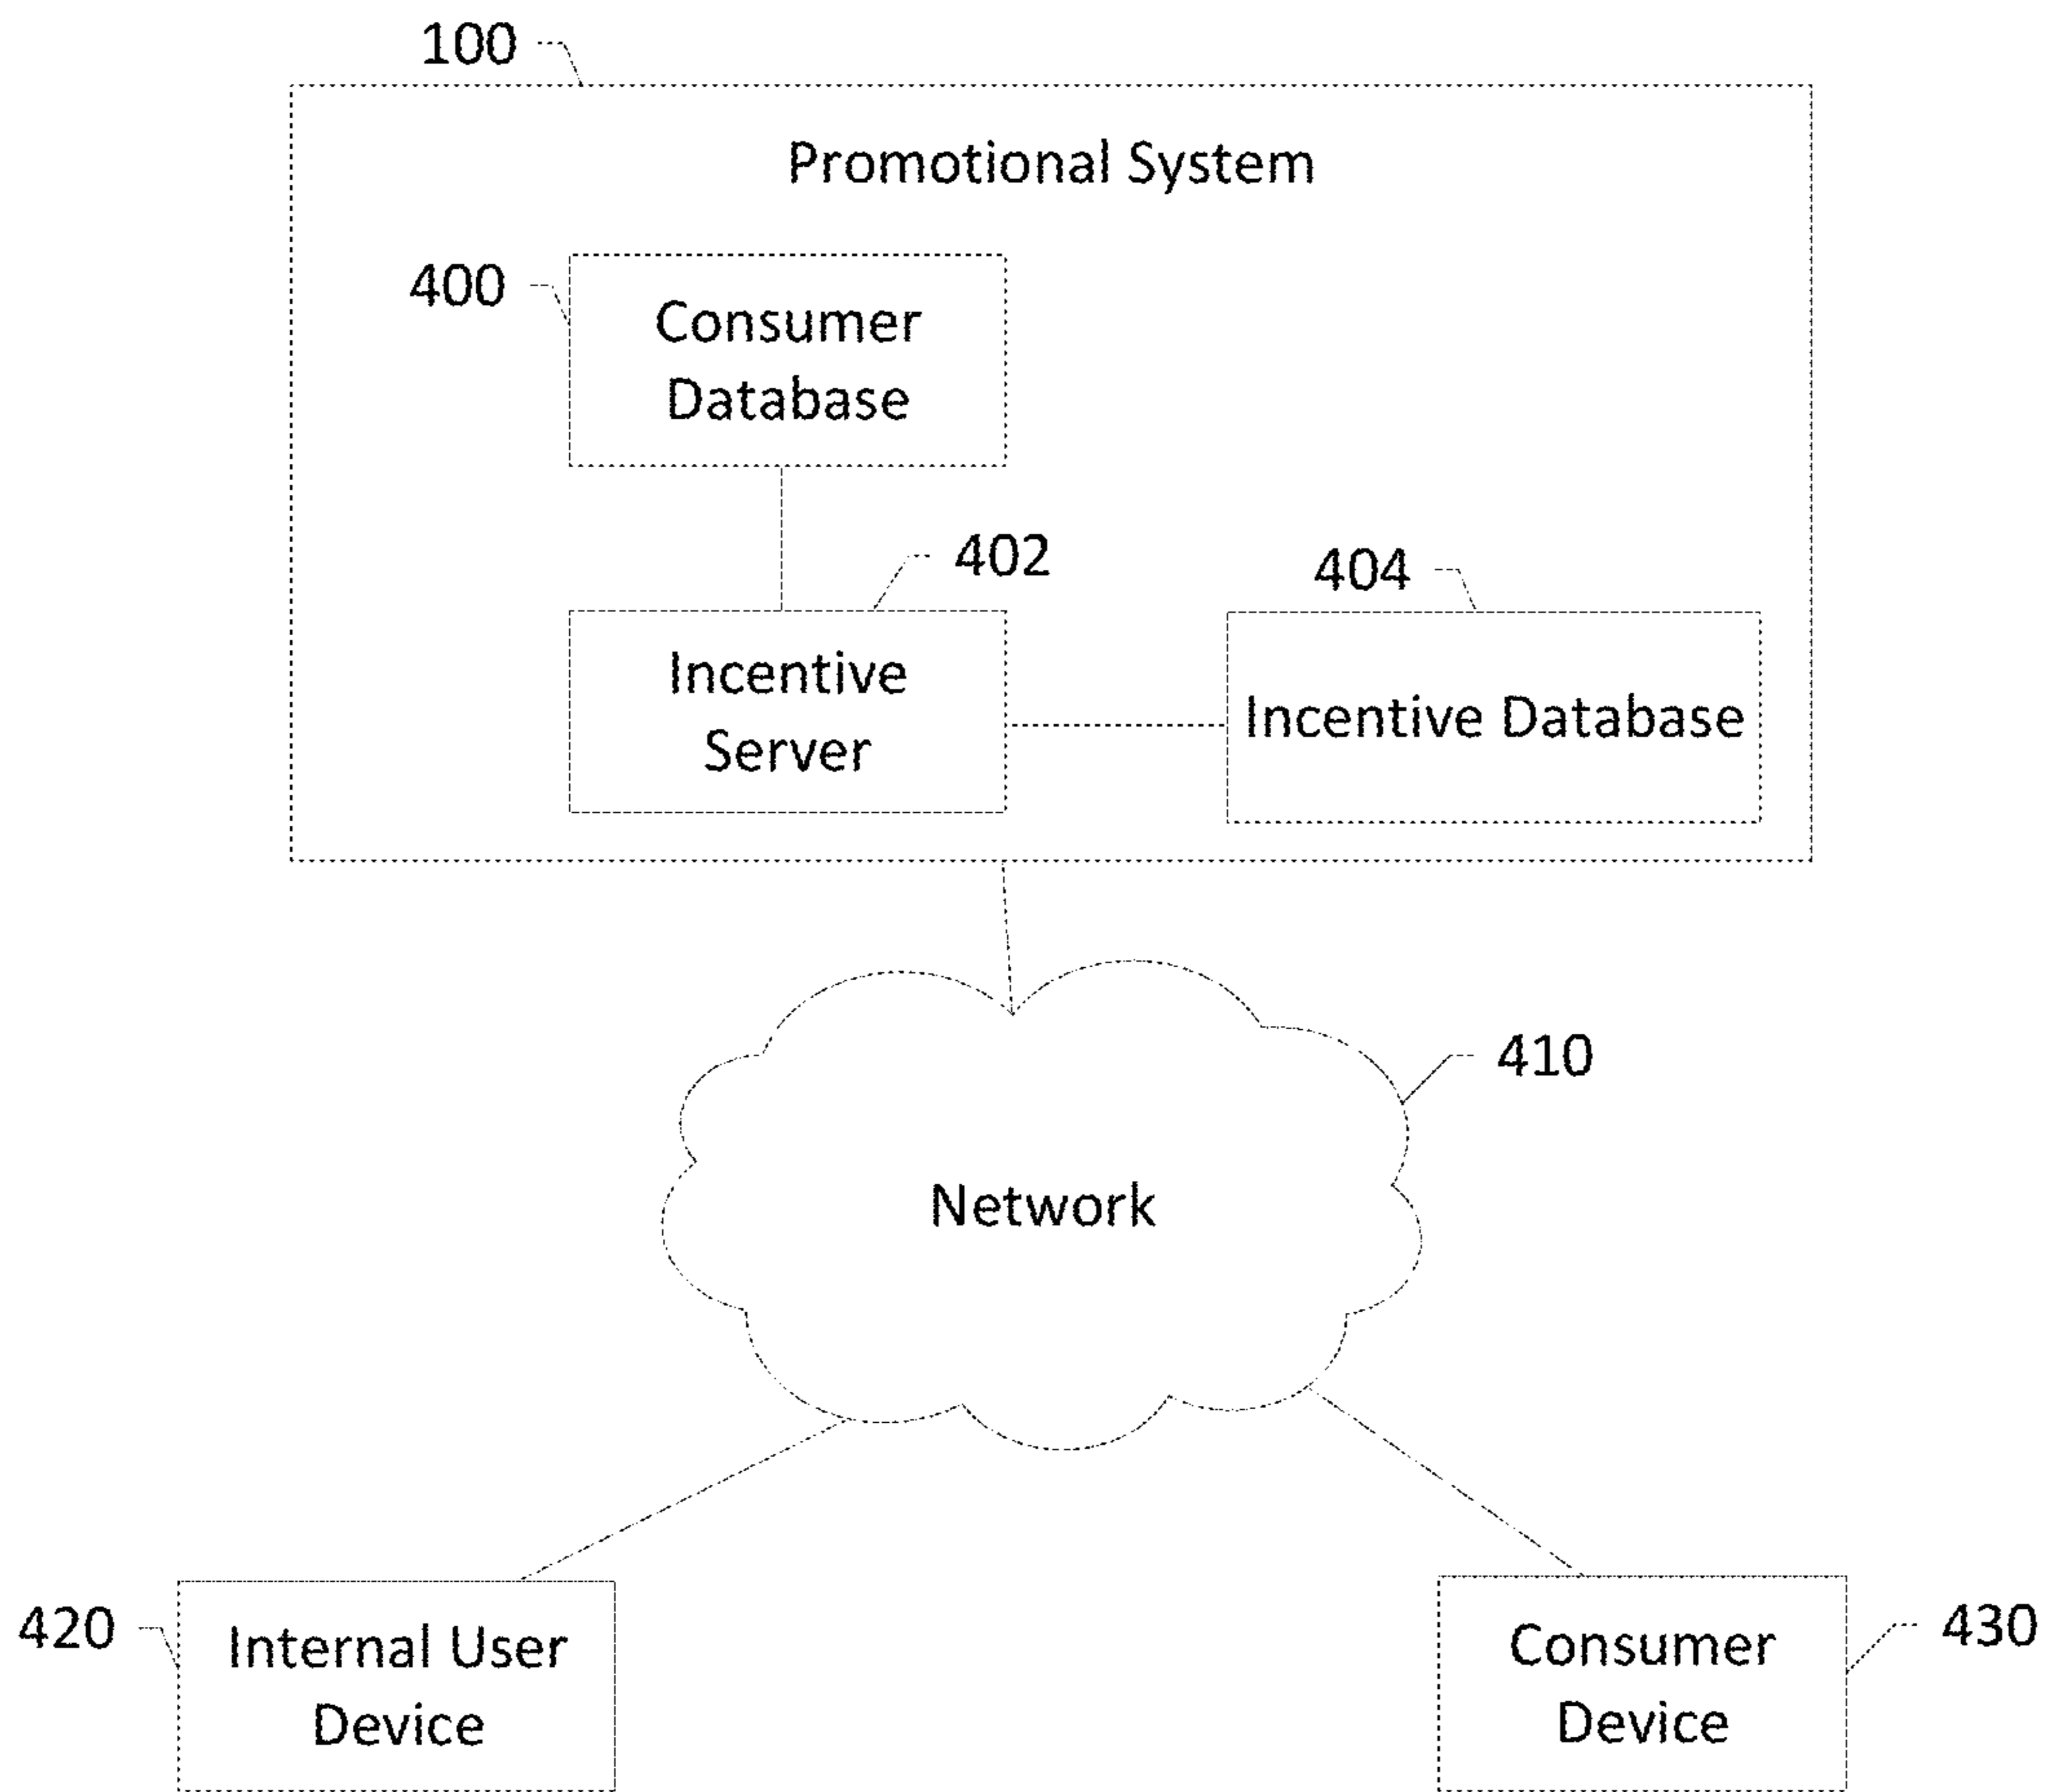 100
Promotional System
400
Consumer
Database
402
404
Incentive
Server
Incentive Database
410
Network
420
Internal User
Device
Consumer
Device
430